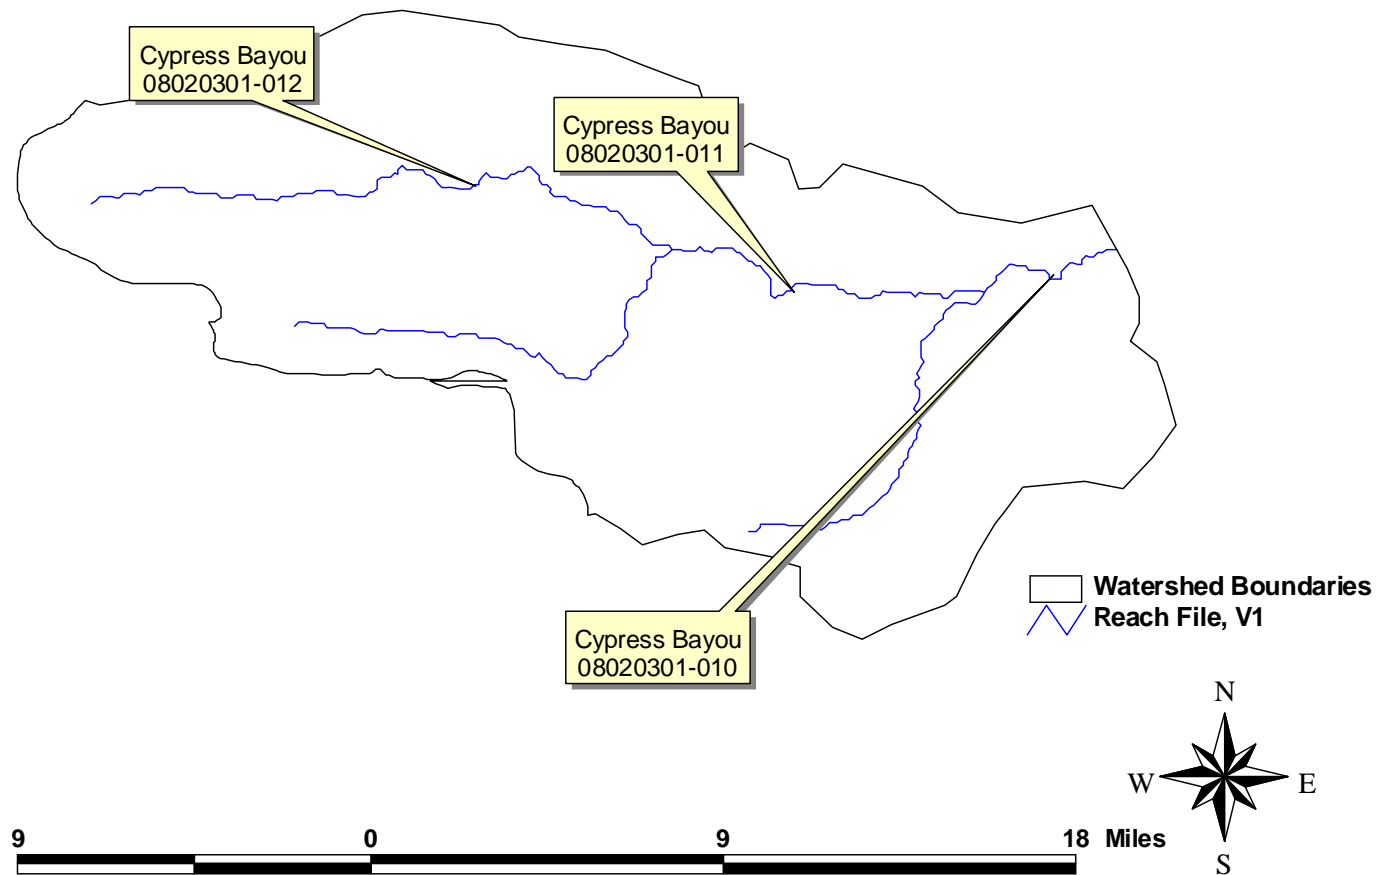 Cypress Bayou
08020301-012
Cypress Bayou
08020301-011
Cypress Bayou
08020301-010
Watershed Boundaries
Reach File, V1
N
W E
S
9 0 9 18 Miles